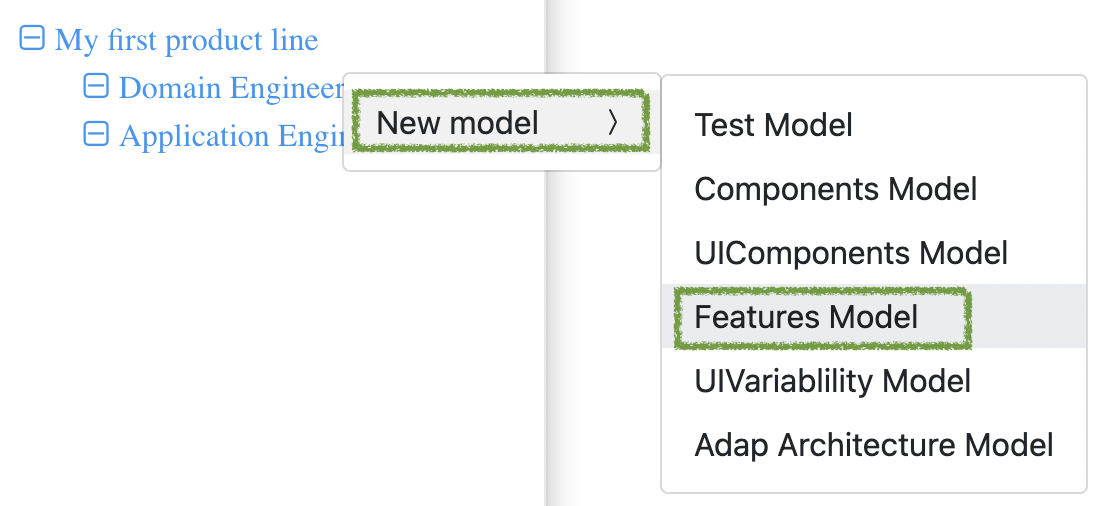 My first product line
Domain Engineer
Application Engin
New model
Test Model
Components Model
UIComponents Model
Features Model
UIVariablility Model
Adap Architecture Model